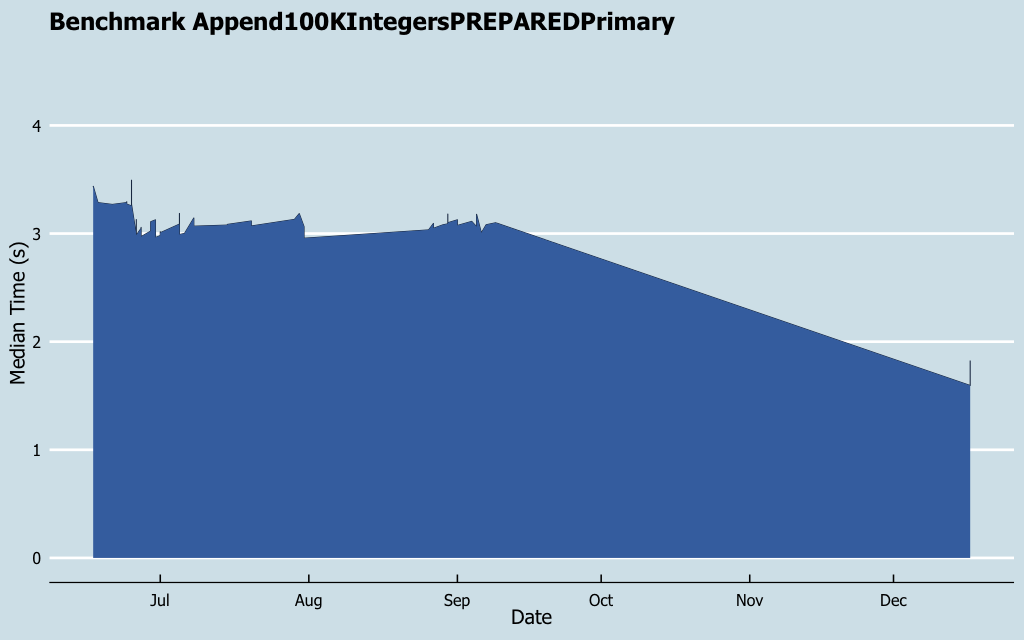 Benchmark Append100KIntegersPREPAREDPrimary
Median Time (s)
4
3
2
1
0
Jul Aug Sep Oct Nov Dec
Date